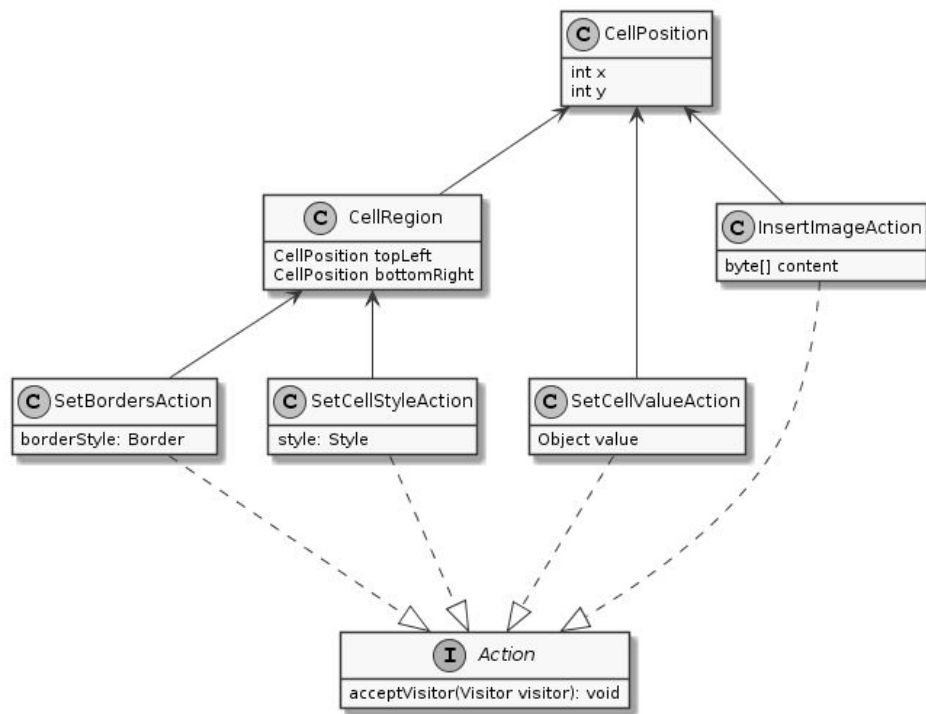 C CellPosition
int x
int y
C CellRegion
CellPosition topLeft
CellPosition bottomRight
C InsertImageAction
byte[] content
C SetBordersAction
borderStyle: Border
C SetCellStyleAction
style: Style
C SetCellValueAction
Object value
I Action
acceptVisitor(Visitor visitor): void